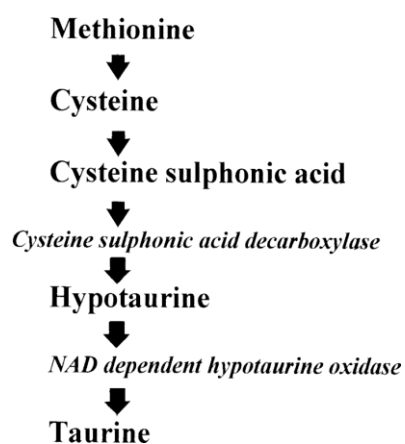 Methionine
Cysteine
Cysteine sulphonic acid
Cysteine sulphonic acid decarboxylase
Hypotaurine
NAD dependent hypotaurine oxidase
Taurine